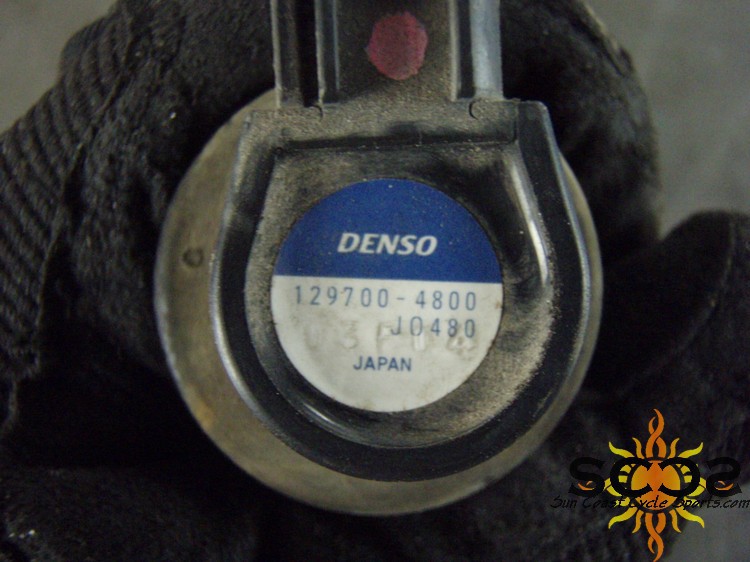 DENSO
129700-4800
J0480
JAPAN
SCCS
Sun Coast Cycle Sports.com